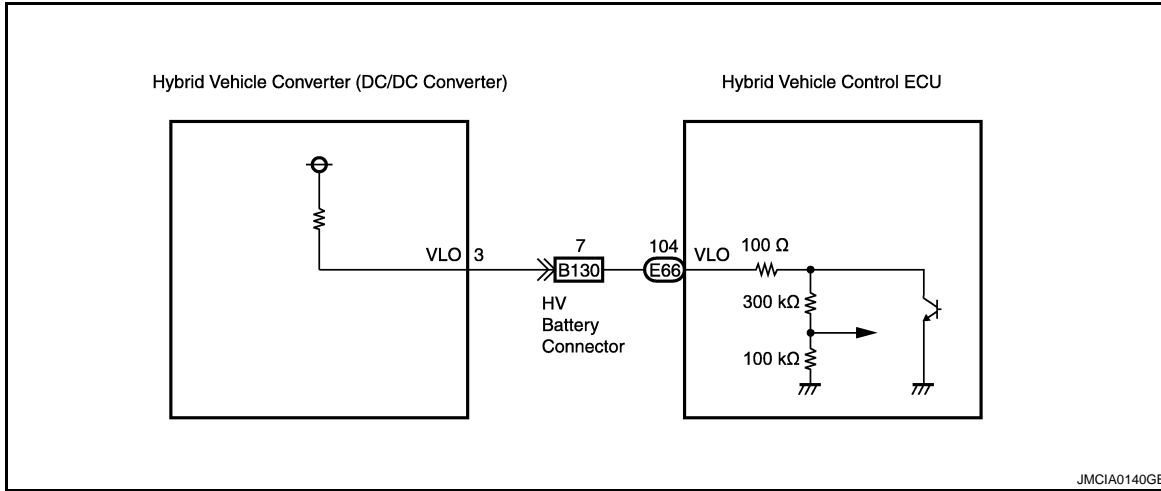 Hybrid Vehicle Converter (DC/DC Converter)
Hybrid Vehicle Control ECU
VLO 3
7
B130
HV
Battery
Connector
104
E66
VLO
100 Ω
300 kΩ
100 kΩ
JMCIA0140GB